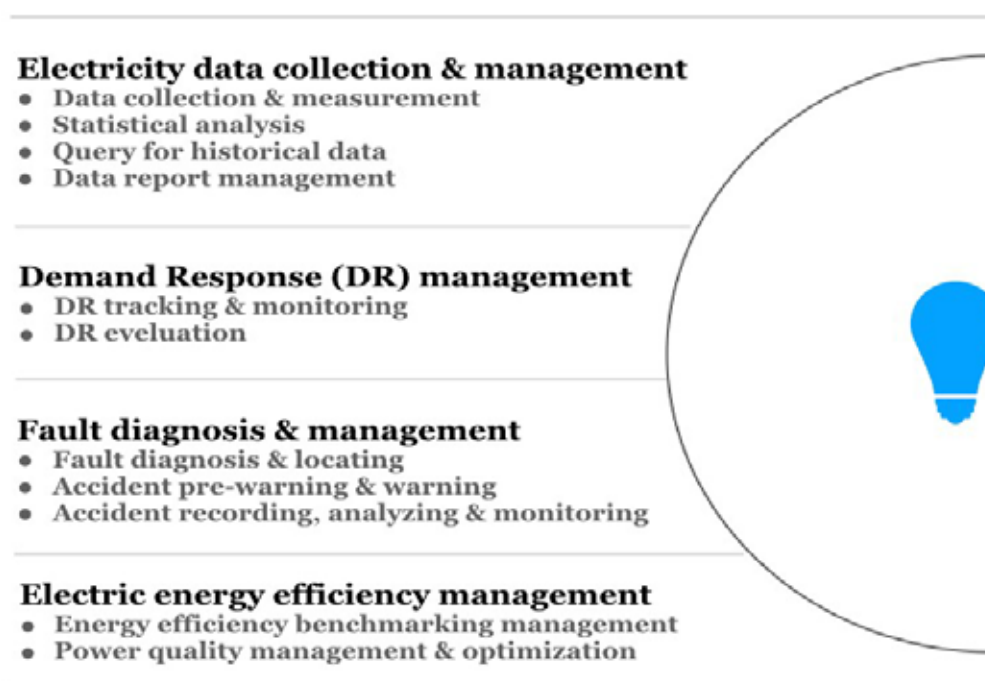 Electricity data collection & management
• Data collection & measurement
• Statistical analysis
• Query for historical data
• Data report management
Demand Response (DR) management
• DR tracking & monitoring
• DR eveluation
Fault diagnosis & management
• Fault diagnosis & locating
• Accident pre-warning & warning
• Accident recording, analyzing & monitoring
Electric energy efficiency management
• Energy efficiency benchmarking management
• Power quality management & optimization